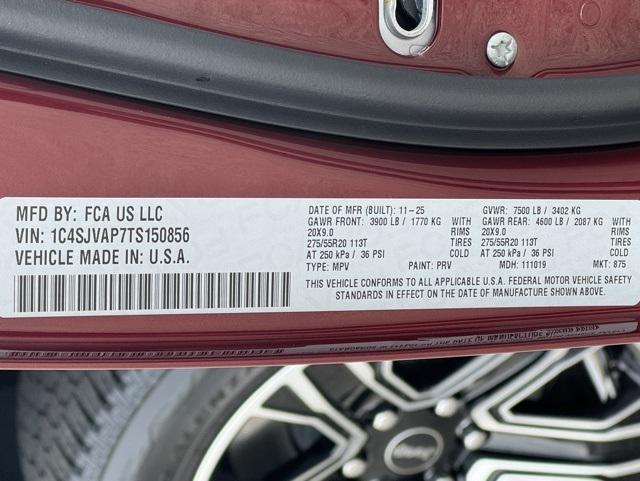 MFD BY: FCA US LLC
VIN: 1C4SJVAP7TS150856
VEHICLE MADE IN: U.S.A.
DATE OF MFR (BUILT): 11-25 GVWR: 7500 LB / 3402 KG
GAWR FRONT: 3900 LB / 1770 KG WITH GAWR REAR: 4600 LB / 2087 KG WITH
20X9.0 RIMS 20X9.0 RIMS
275/55R20 113T TIRES 275/55R20 113T TIRES
AT 250 kPa / 36 PSI COLD AT 250 kPa / 36 PSI COLD
TYPE: MPV PAINT: PRV MDH: 111019 MKT: 875
THIS VEHICLE CONFORMS TO ALL APPLICABLE U.S.A. FEDERAL MOTOR VEHICLE SAFETY
STANDARDS IN EFFECT ON THE DATE OF MANUFACTURE SHOWN ABOVE.
Jeep